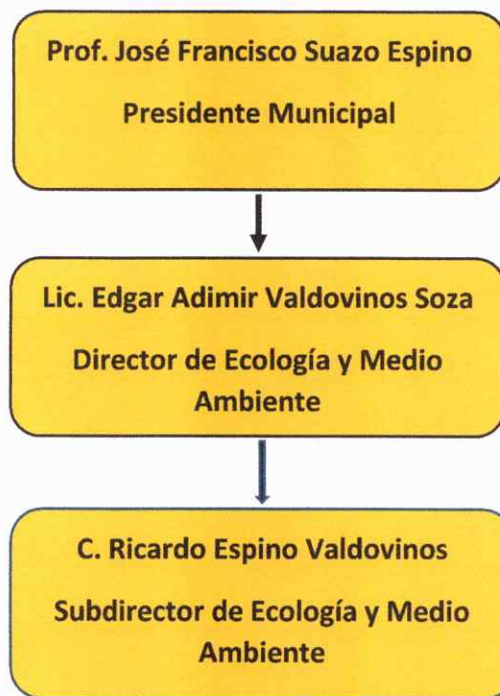 Prof. José Francisco Suazo Espino
Presidente Municipal
Lic. Edgar Adimir Valdovinos Soza
Director de Ecología y Medio
Ambiente
C. Ricardo Espino Valdovinos
Subdirector de Ecología y Medio
Ambiente